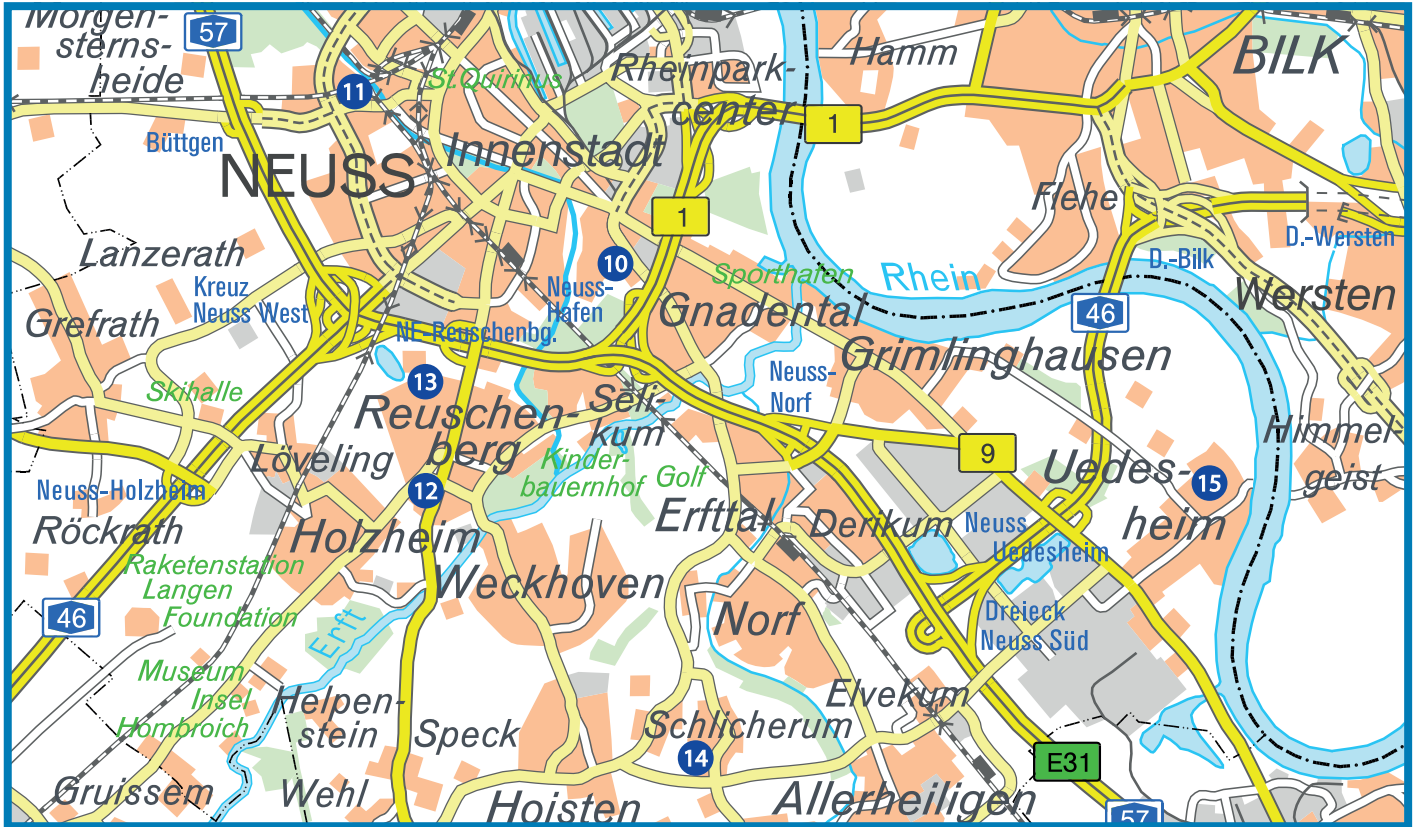 Morgen-
sterns-
heide
57
11
St.Quirinus
Rheinpark-
center
Hamm
BILK
1
Büttgen
NEUSS
Innenstadt
1
Flehe
D.-Wersten
D.-Bilk
Lanzerath
Kreuz
Neuss West
10
Neuss-
Hafen
Sporthafen
Rhein
Wersten
Grefrath
NE-Reuschenbg.
Gnadental
46
Grimlinghausen
Skihalle
13
Reuschen-
berg
Seli-
kum
Neuss-
Norf
Himmel-
geist
Löveling
Kinder-
bauernhof
Golf
9
Uedes-
heim
15
Neuss-Holzheim
12
Röckrath
Holzheim
Erfttal
Derikum
Neuss
Uedesheim
Raketenstation
Langen
Foundation
Weckhoven
46
Erft
Norf
Dreieck
Neuss Süd
Museum
Insel
Hombroich
Helpen-
stein
Speck
Schlicherum
Elvekum
14
E31
Gruissem
Wehl
Hoisten
Allerheiligen
57